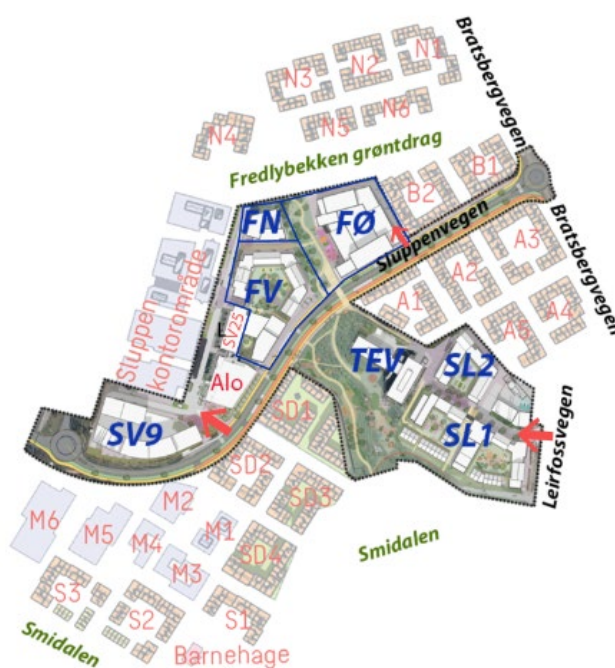 Bratsbergvegen
N1
N2
N3
N6
N5
N4
Fredlybekken grøntdrag
B1
B2
FN
FØ
Sluppenvegen
Bratsbergvegen
A3
A2
A1
A4
A5
FV
SV25
Sluppen
kontorområde
L
Alo
TEV
SL2
SL1
Leirfossvegen
SV9
SD1
SD2
SD3
SD4
M2
M1
M6
M5
M4
M3
Smidalen
S3
S2
S1
Smidalen
Barnehage